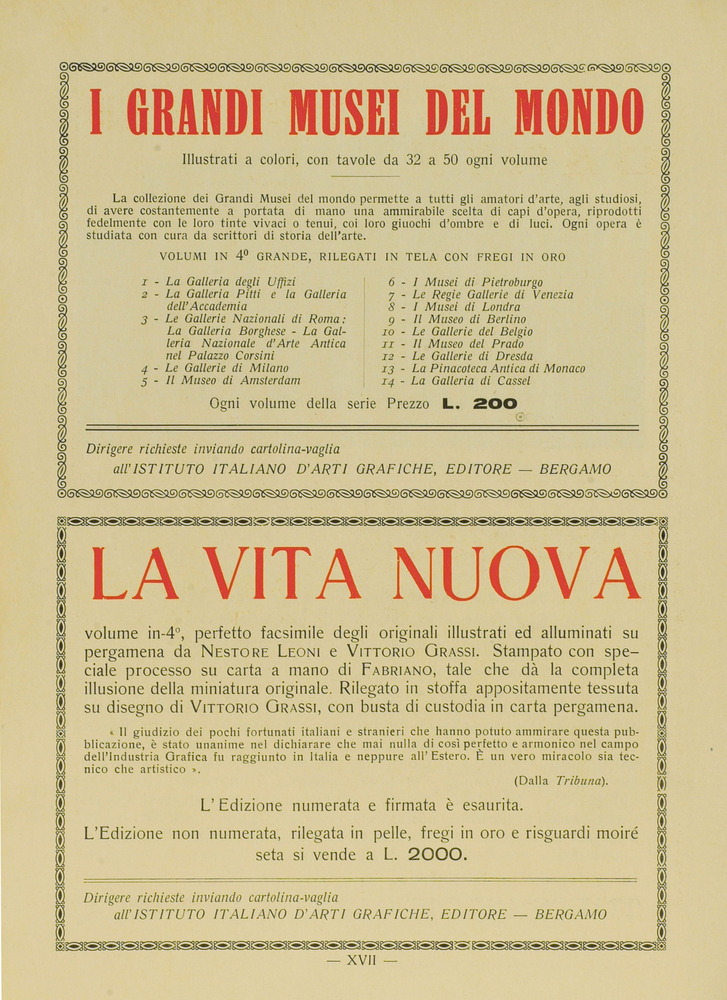 I GRANDI MUSEI DEL MONDO
Illustrati a colori, con tavole da 32 a 50 ogni volume
La collezione dei Grandi Musei del mondo permette a tutti gli amatori d'arte, agli studiosi,
di avere costantemente a portata di mano una ammirabile scelta di capi d'opera, riprodotti
fedelmente con le loro tinte vivaci o tenui, coi loro giuochi d'ombre e di luci. Ogni opera è
studiata con cura da scrittori di storia dell'arte.
VOLUMI IN 4º GRANDE, RILEGATI IN TELA CON FREGI IN ORO
1 - La Galleria degli Uffizi
2 - La Galleria Pitti e la Galleria
dell'Accademia
3 - Le Gallerie Nazionali di Roma:
La Galleria Borghese - La Gal-
leria Nazionale d'Arte Antica
nel Palazzo Corsini
4 - Le Gallerie di Milano
5 - Il Museo di Amsterdam
6 - I Musei di Pietroburgo
7 - Le Regie Gallerie di Venezia
8 - I Musei di Londra
9 - Il Museo di Berlino
10 - Le Gallerie del Belgio
11 - Il Museo del Prado
12 - Le Gallerie di Dresda
13 - La Pinacoteca Antica di Monaco
14 - La Galleria di Cassel
Ogni volume della serie Prezzo L. 200
Dirigere richieste inviando cartolina-vaglia
all'ISTITUTO ITALIANO D'ARTI GRAFICHE, EDITORE — BERGAMO
LA VITA NUOVA
volume in-4º, perfetto facsimile degli originali illustrati ed alluminati su
pergamena da NESTORE LEONI e VITTORIO GRASSI. Stampato con spe-
ciale processo su carta a mano di FABRIANO, tale che dà la completa
illusione della miniatura originale. Rilegato in stoffa appositamente tessuta
su disegno di VITTORIO GRASSI, con busta di custodia in carta pergamena.
« Il giudizio dei pochi fortunati italiani e stranieri che hanno potuto ammirare questa pub-
blicazione, è stato unanime nel dichiarare che mai nulla di così perfetto e armonico nel campo
dell'Industria Grafica fu raggiunto in Italia e neppure all'Estero. È un vero miracolo sia tec-
nico che artistico ».
(Dalla Tribuna).
L'Edizione numerata e firmata è esaurita.
L'Edizione non numerata, rilegata in pelle, fregi in oro e risguardi moiré
seta si vende a L. 2000.
Dirigere richieste inviando cartolina-vaglia
all'ISTITUTO ITALIANO D'ARTI GRAFICHE, EDITORE — BERGAMO
— XVII —